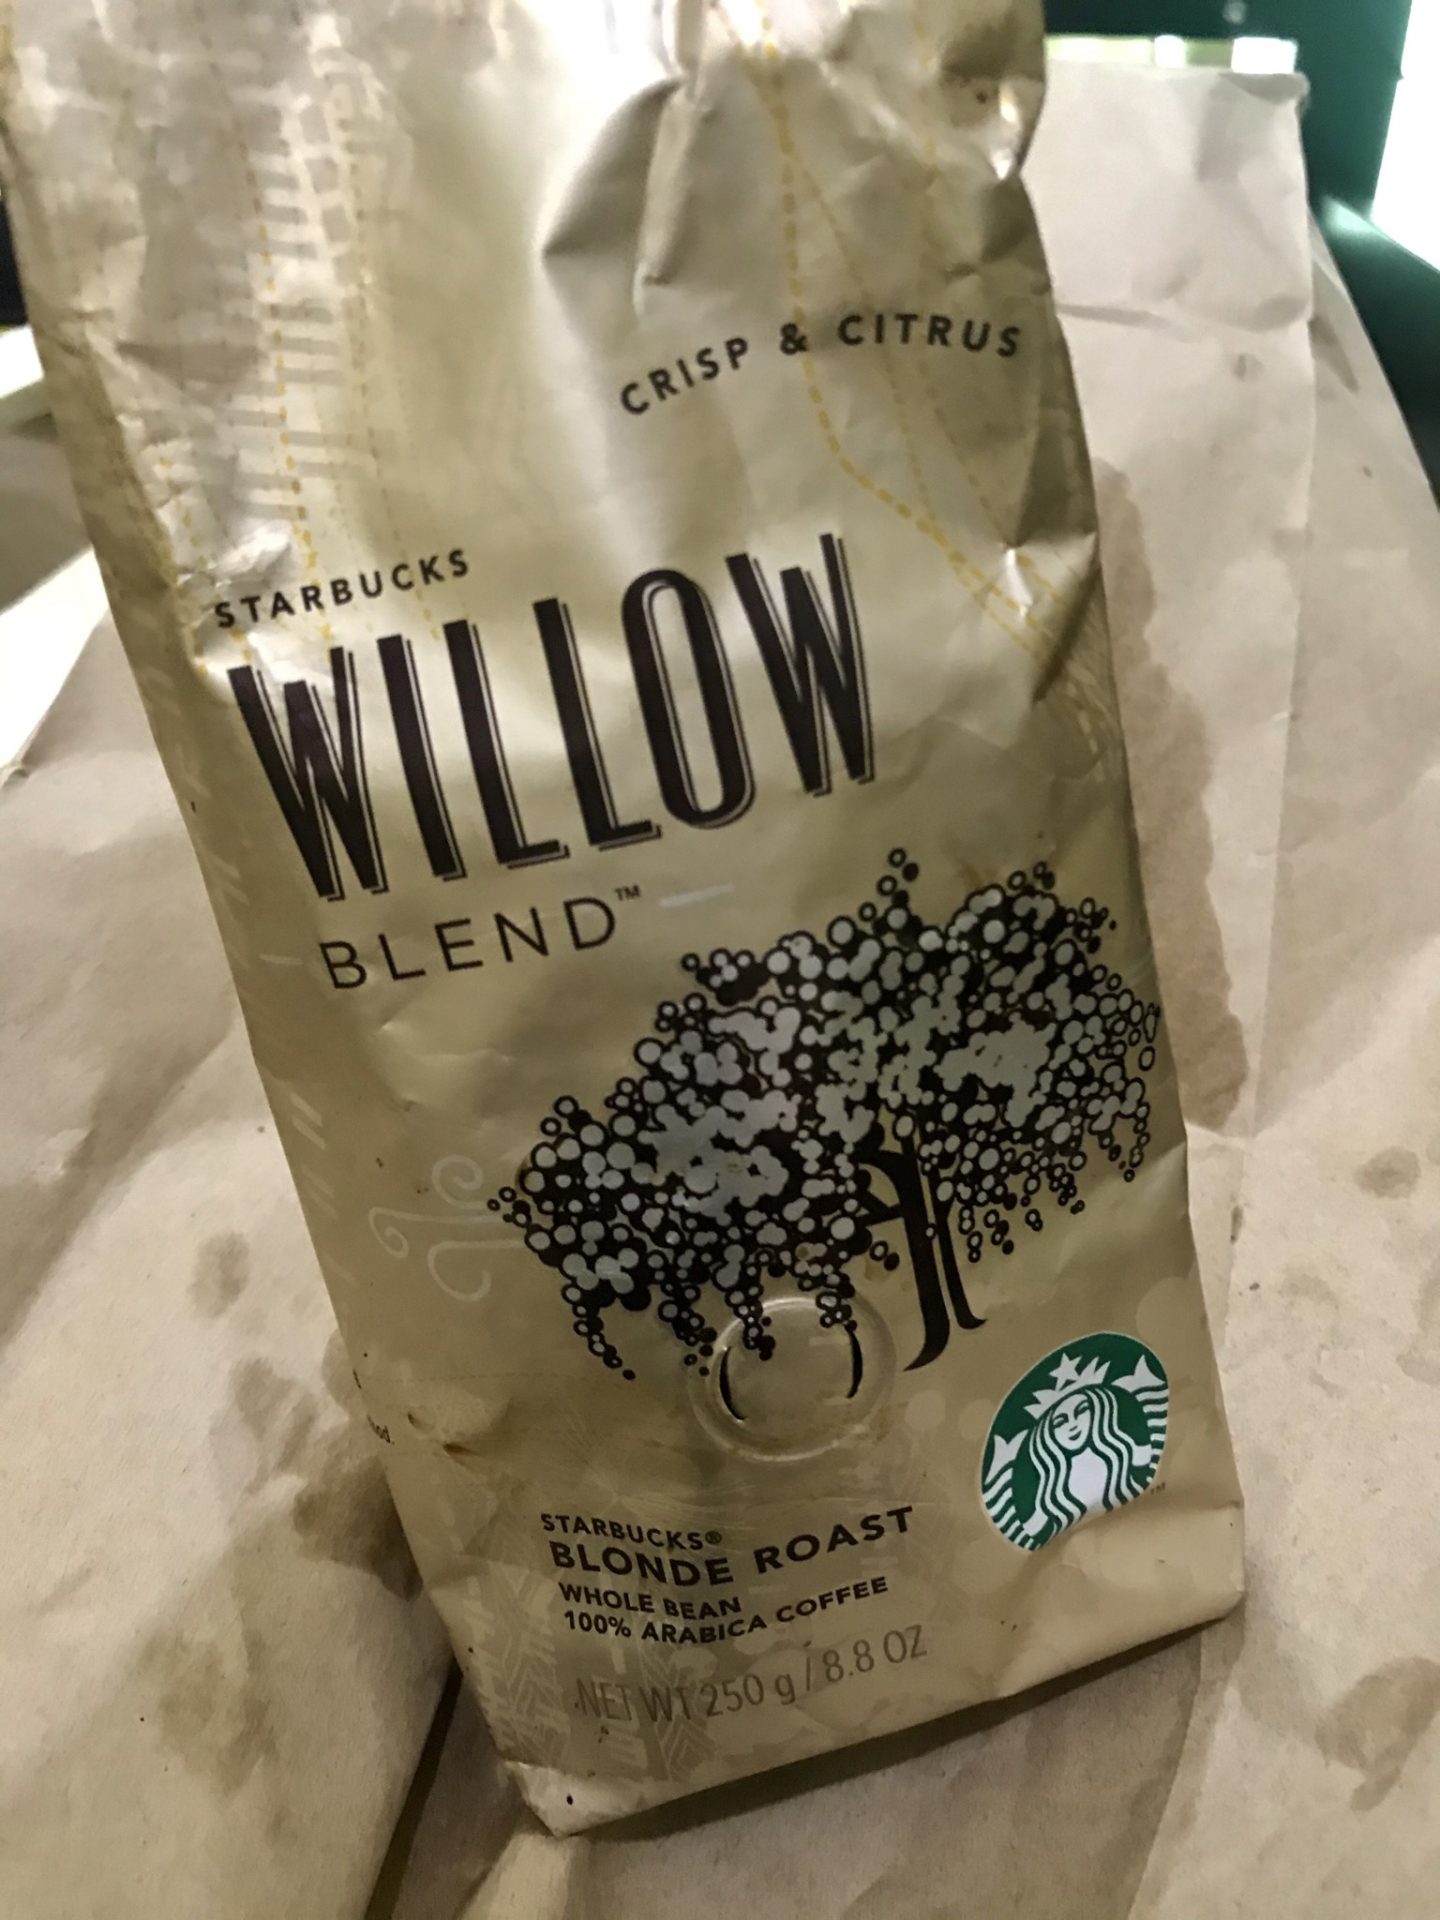 CRISP & CITRUS
STARBUCKS
WILLOW
BLEND™
STARBUCKS®
BLONDE ROAST
WHOLE BEAN
100% ARABICA COFFEE
NET WT 250 g / 8.8 OZ